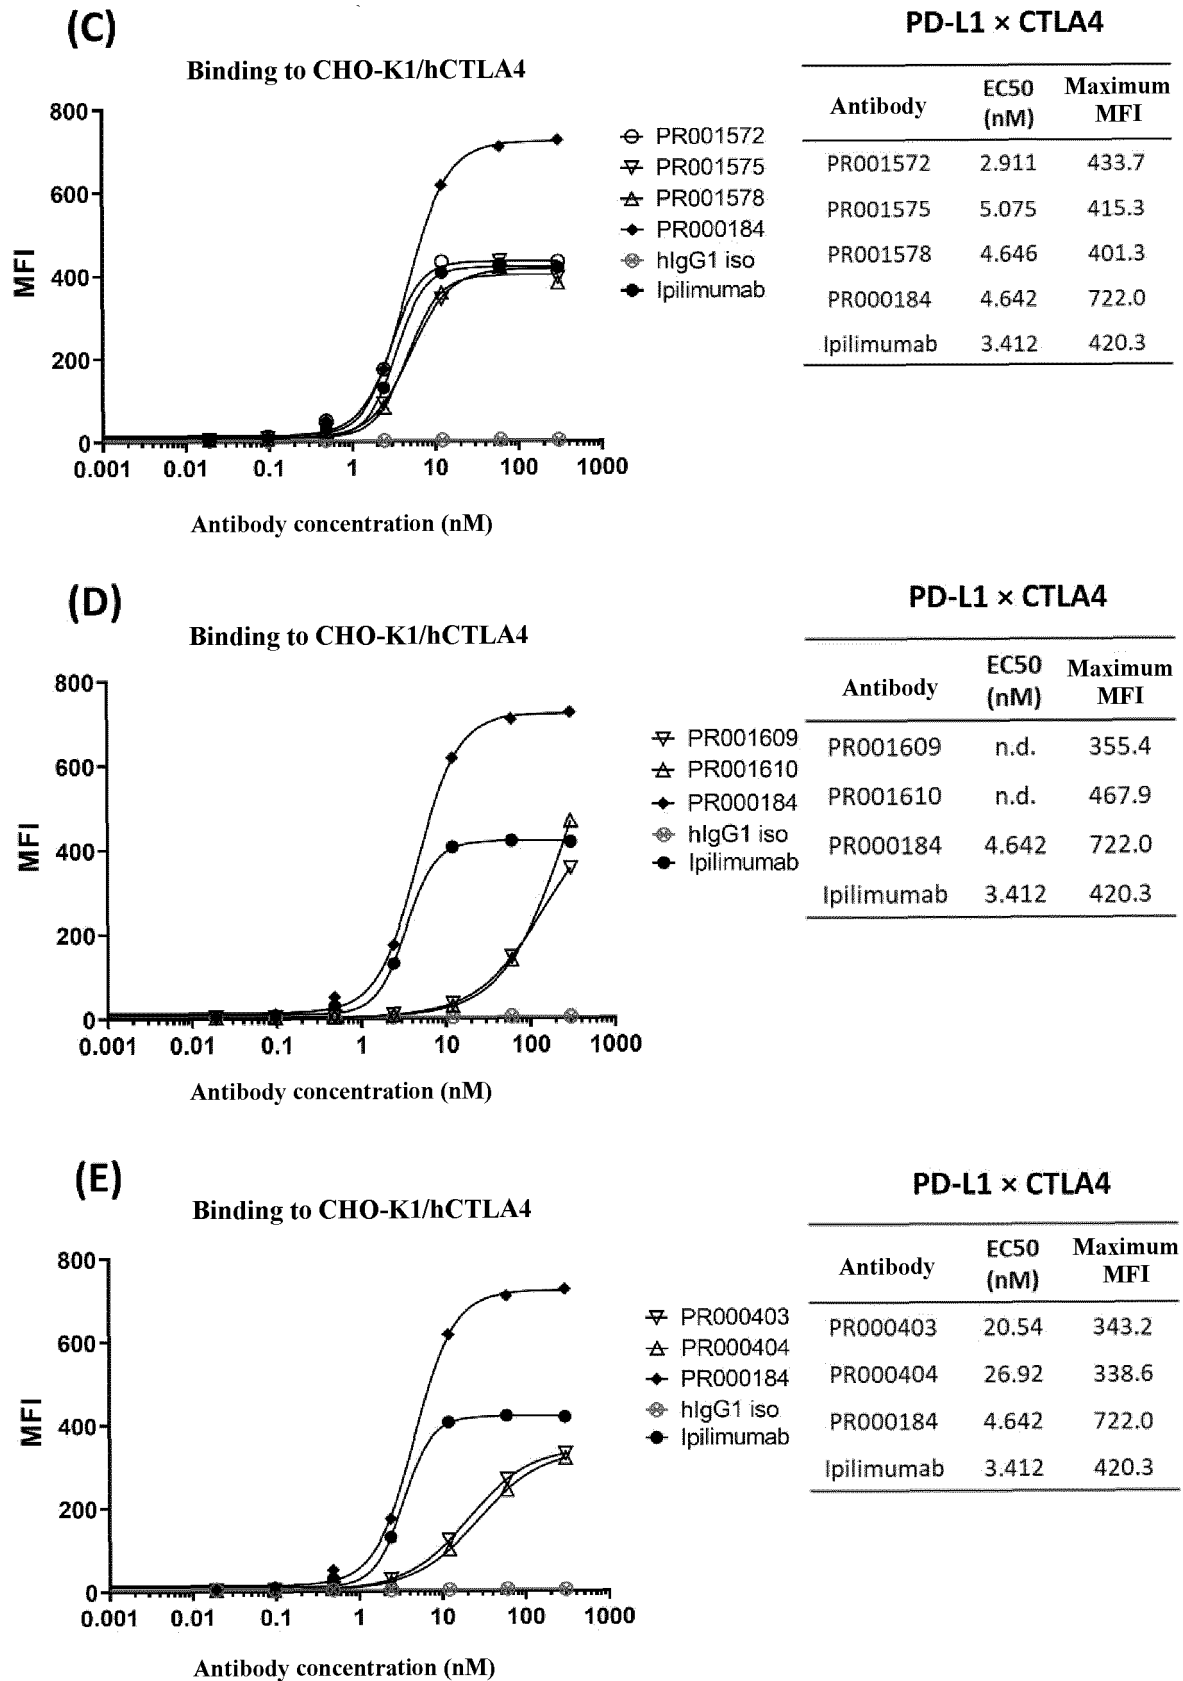 (C)
PD-L1 × CTLA4
Binding to CHO-K1/hCTLA4
800
600
400
200
0
MFI
0.001 0.01 0.1 1 10 100 1000
Antibody concentration (nM)
PR001572
PR001575
PR001578
PR000184
hIgG1 iso
Ipilimumab
Antibody EC50 (nM) Maximum MFI
PR001572 2.911 433.7
PR001575 5.075 415.3
PR001578 4.646 401.3
PR000184 4.642 722.0
Ipilimumab 3.412 420.3
(D)
PD-L1 × CTLA4
Binding to CHO-K1/hCTLA4
800
600
400
200
0
MFI
0.001 0.01 0.1 1 10 100 1000
Antibody concentration (nM)
PR001609
PR001610
PR000184
hIgG1 iso
Ipilimumab
Antibody EC50 (nM) Maximum MFI
PR001609 n.d. 355.4
PR001610 n.d. 467.9
PR000184 4.642 722.0
Ipilimumab 3.412 420.3
(E)
PD-L1 × CTLA4
Binding to CHO-K1/hCTLA4
800
600
400
200
0
MFI
0.001 0.01 0.1 1 10 100 1000
Antibody concentration (nM)
PR000403
PR000404
PR000184
hIgG1 iso
Ipilimumab
Antibody EC50 (nM) Maximum MFI
PR000403 20.54 343.2
PR000404 26.92 338.6
PR000184 4.642 722.0
Ipilimumab 3.412 420.3